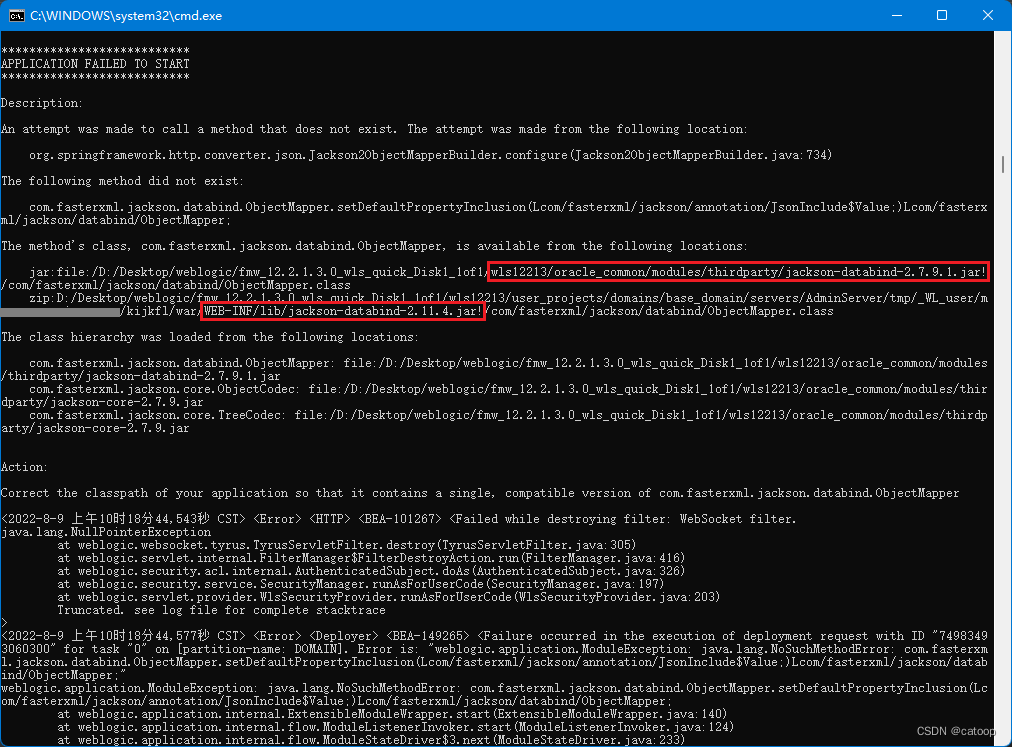 C:\WINDOWS\system32\cmd.exe
***************************
APPLICATION FAILED TO START
***************************
Description:
An attempt was made to call a method that does not exist. The attempt was made from the following location:
org.springframework.http.converter.json.Jackson2ObjectMapperBuilder.configure(Jackson2ObjectMapperBuilder.java:734)
The following method did not exist:
com.fasterxml.jackson.databind.ObjectMapper.setDefaultPropertyInclusion(Lcom/fasterxml/jackson/annotation/JsonInclude$Value;)Lcom/fasterx
ml/jackson/databind/ObjectMapper;
The method's class, com.fasterxml.jackson.databind.ObjectMapper, is available from the following locations:
jar:file:/D:/Desktop/weblogic/fmw_12.2.1.3.0_wls_quick_Disk1_1of1/wls12213/oracle_common/modules/thirdparty/jackson-databind-2.7.9.1.jar!
/com/fasterxml/jackson/databind/ObjectMapper.class
zip:D:/Desktop/weblogic/fmw_12.2.1.3.0_wls_quick_Disk1_1of1/wls12213/user_projects/domains/base_domain/servers/AdminServer/tmp/_WL_user/m
/kijkfl/war/WEB-INF/lib/jackson-databind-2.11.4.jar!/com/fasterxml/jackson/databind/ObjectMapper.class
The class hierarchy was loaded from the following locations:
com.fasterxml.jackson.databind.ObjectMapper: file:/D:/Desktop/weblogic/fmw_12.2.1.3.0_wls_quick_Disk1_1of1/wls12213/oracle_common/modules
/thirdparty/jackson-databind-2.7.9.1.jar
com.fasterxml.jackson.core.ObjectCodec: file:/D:/Desktop/weblogic/fmw_12.2.1.3.0_wls_quick_Disk1_1of1/wls12213/oracle_common/modules/thir
dparty/jackson-core-2.7.9.jar
com.fasterxml.jackson.core.TreeCodec: file:/D:/Desktop/weblogic/fmw_12.2.1.3.0_wls_quick_Disk1_1of1/wls12213/oracle_common/modules/thirdp
arty/jackson-core-2.7.9.jar
Action:
Correct the classpath of your application so that it contains a single, compatible version of com.fasterxml.jackson.databind.ObjectMapper
<2022-8-9 上午10时18分44,543秒 CST> <Error> <HTTP> <BEA-101267> <Failed while destroying filter: WebSocket filter.
java.lang.NullPointerException
at weblogic.websocket.tyrus.TyrusServletFilter.destroy(TyrusServletFilter.java:305)
at weblogic.servlet.internal.FilterManager$FilterDestroyAction.run(FilterManager.java:416)
at weblogic.security.acl.internal.AuthenticatedSubject.doAs(AuthenticatedSubject.java:326)
at weblogic.security.service.SecurityManager.runAsForUserCode(SecurityManager.java:197)
at weblogic.servlet.provider.WlsSecurityProvider.runAsForUserCode(WlsSecurityProvider.java:203)
Truncated. see log file for complete stacktrace
>
<2022-8-9 上午10时18分44,577秒 CST> <Error> <Deployer> <BEA-149265> <Failure occurred in the execution of deployment request with ID "7498349
3060300" for task "0" on [partition-name: DOMAIN]. Error is: "weblogic.application.ModuleException: java.lang.NoSuchMethodError: com.fasterxm
l.jackson.databind.ObjectMapper.setDefaultPropertyInclusion(Lcom/fasterxml/jackson/annotation/JsonInclude$Value;)Lcom/fasterxml/jackson/datab
ind/ObjectMapper;"
weblogic.application.ModuleException: java.lang.NoSuchMethodError: com.fasterxml.jackson.databind.ObjectMapper.setDefaultPropertyInclusion(Lc
om/fasterxml/jackson/annotation/JsonInclude$Value;)Lcom/fasterxml/jackson/databind/ObjectMapper;
at weblogic.application.internal.ExtensibleModuleWrapper.start(ExtensibleModuleWrapper.java:140)
at weblogic.application.internal.flow.ModuleListenerInvoker.start(ModuleListenerInvoker.java:124)
at weblogic.application.internal.flow.ModuleStateDriver$3.next(ModuleStateDriver.java:233)
CSDN @catoop